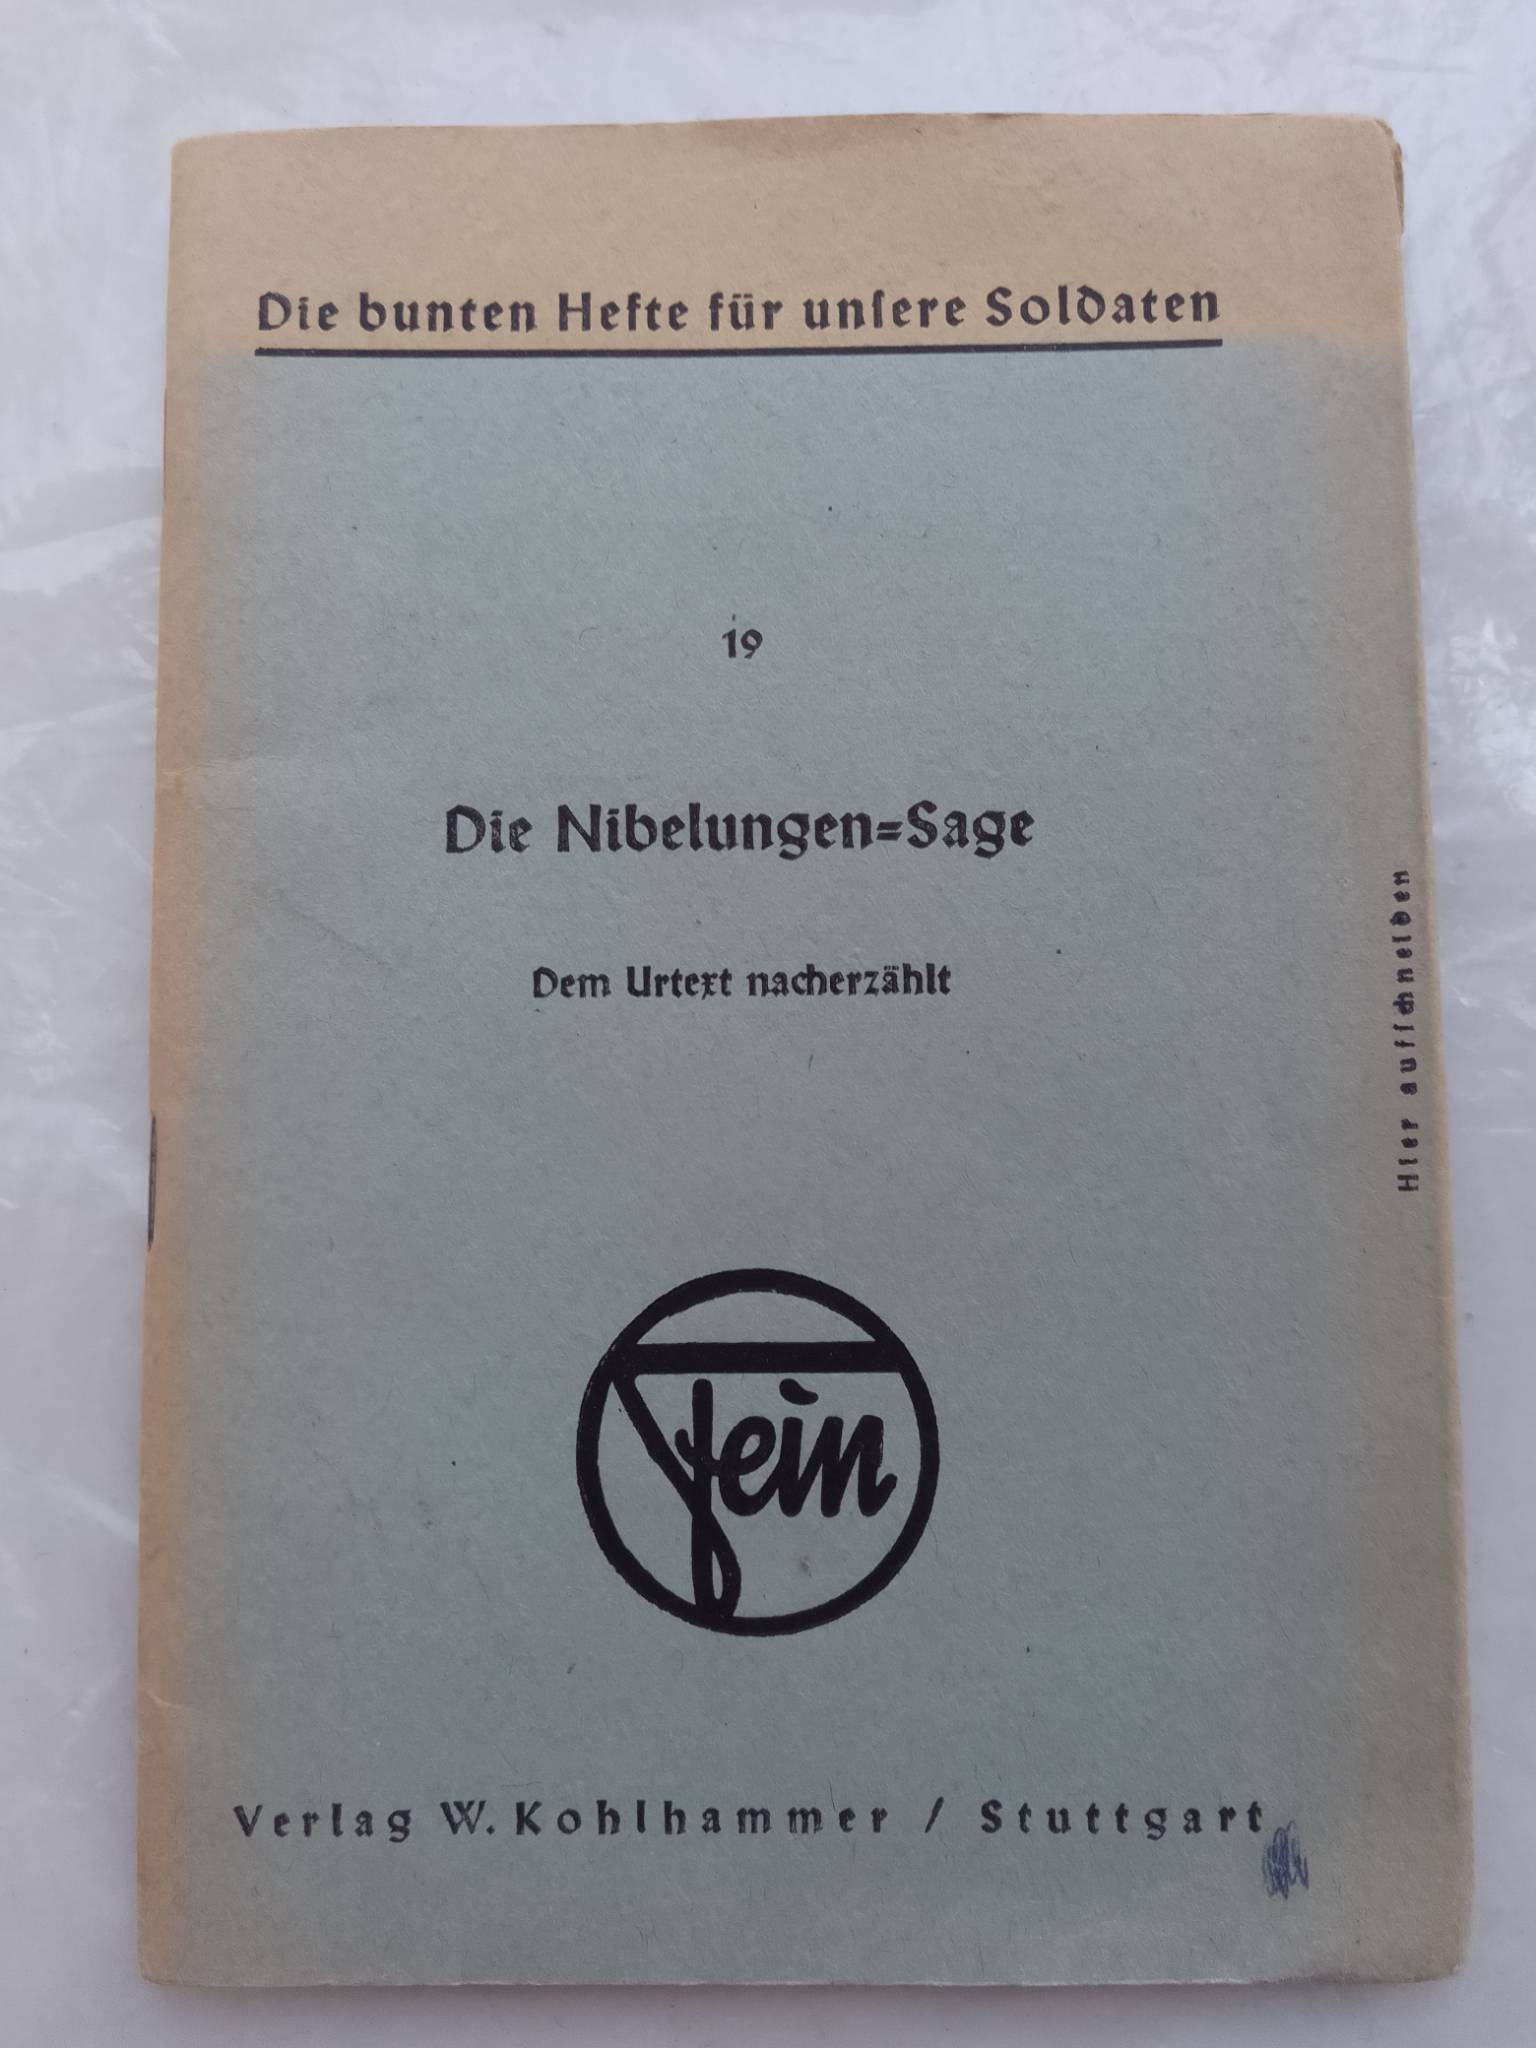 Die bunten Hefte für unſere Soldaten
19
Die Nibelungen=Sage
Dem Urtext nacherzählt
Hier aufſchneiden
fein
Verlag W. Kohlhammer / Stuttgart